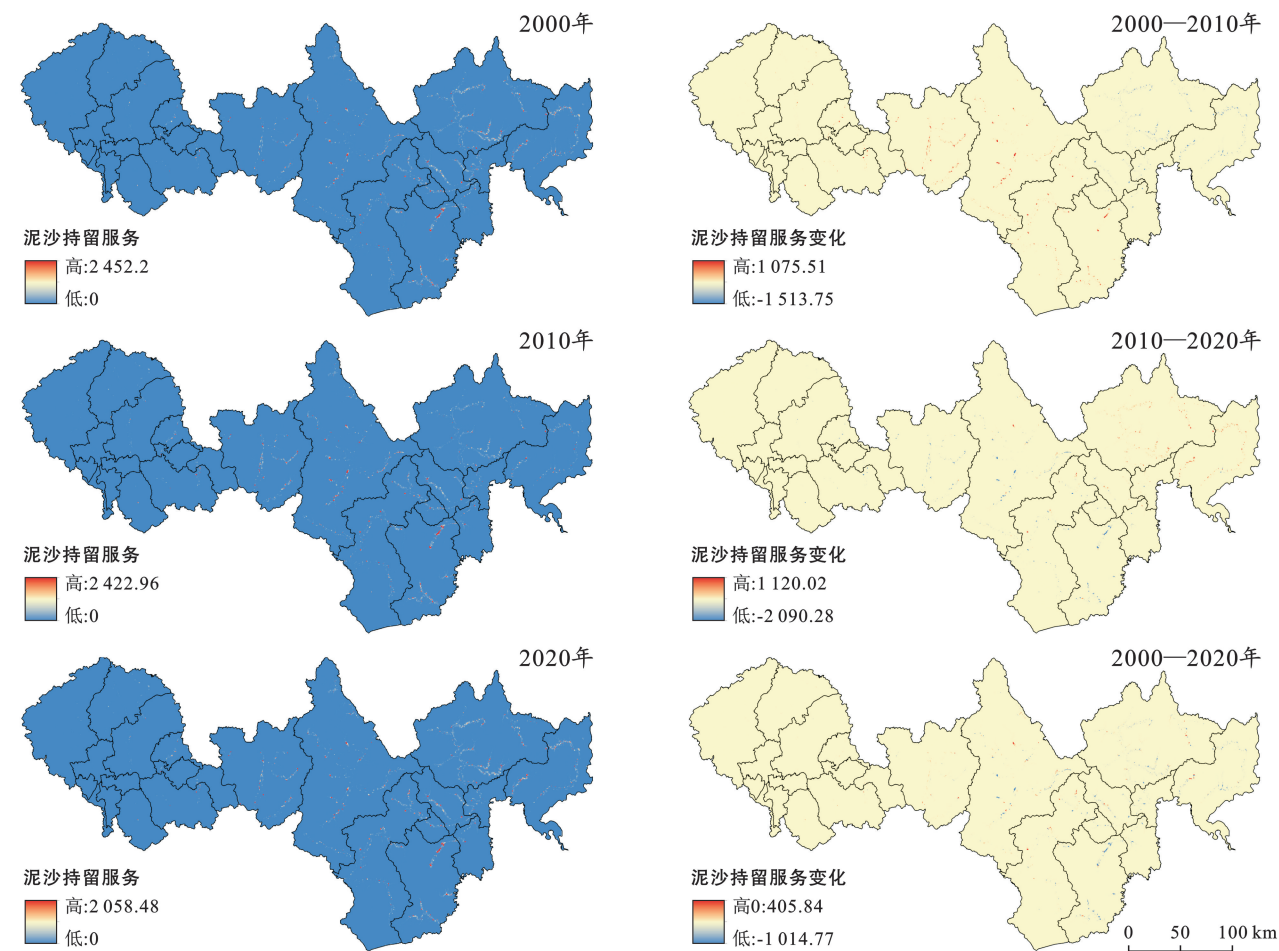 2000年
泥沙持留服务
高:2 452.2
低:0
2000—2010年
泥沙持留服务变化
高:1 075.51
低:-1 513.75
2010年
泥沙持留服务
高:2 422.96
低:0
2010—2020年
泥沙持留服务变化
高:1 120.02
低:-2 090.28
2020年
泥沙持留服务
高:2 058.48
低:0
2000—2020年
泥沙持留服务变化
高0:405.84
低:-1 014.77
0 50 100 km